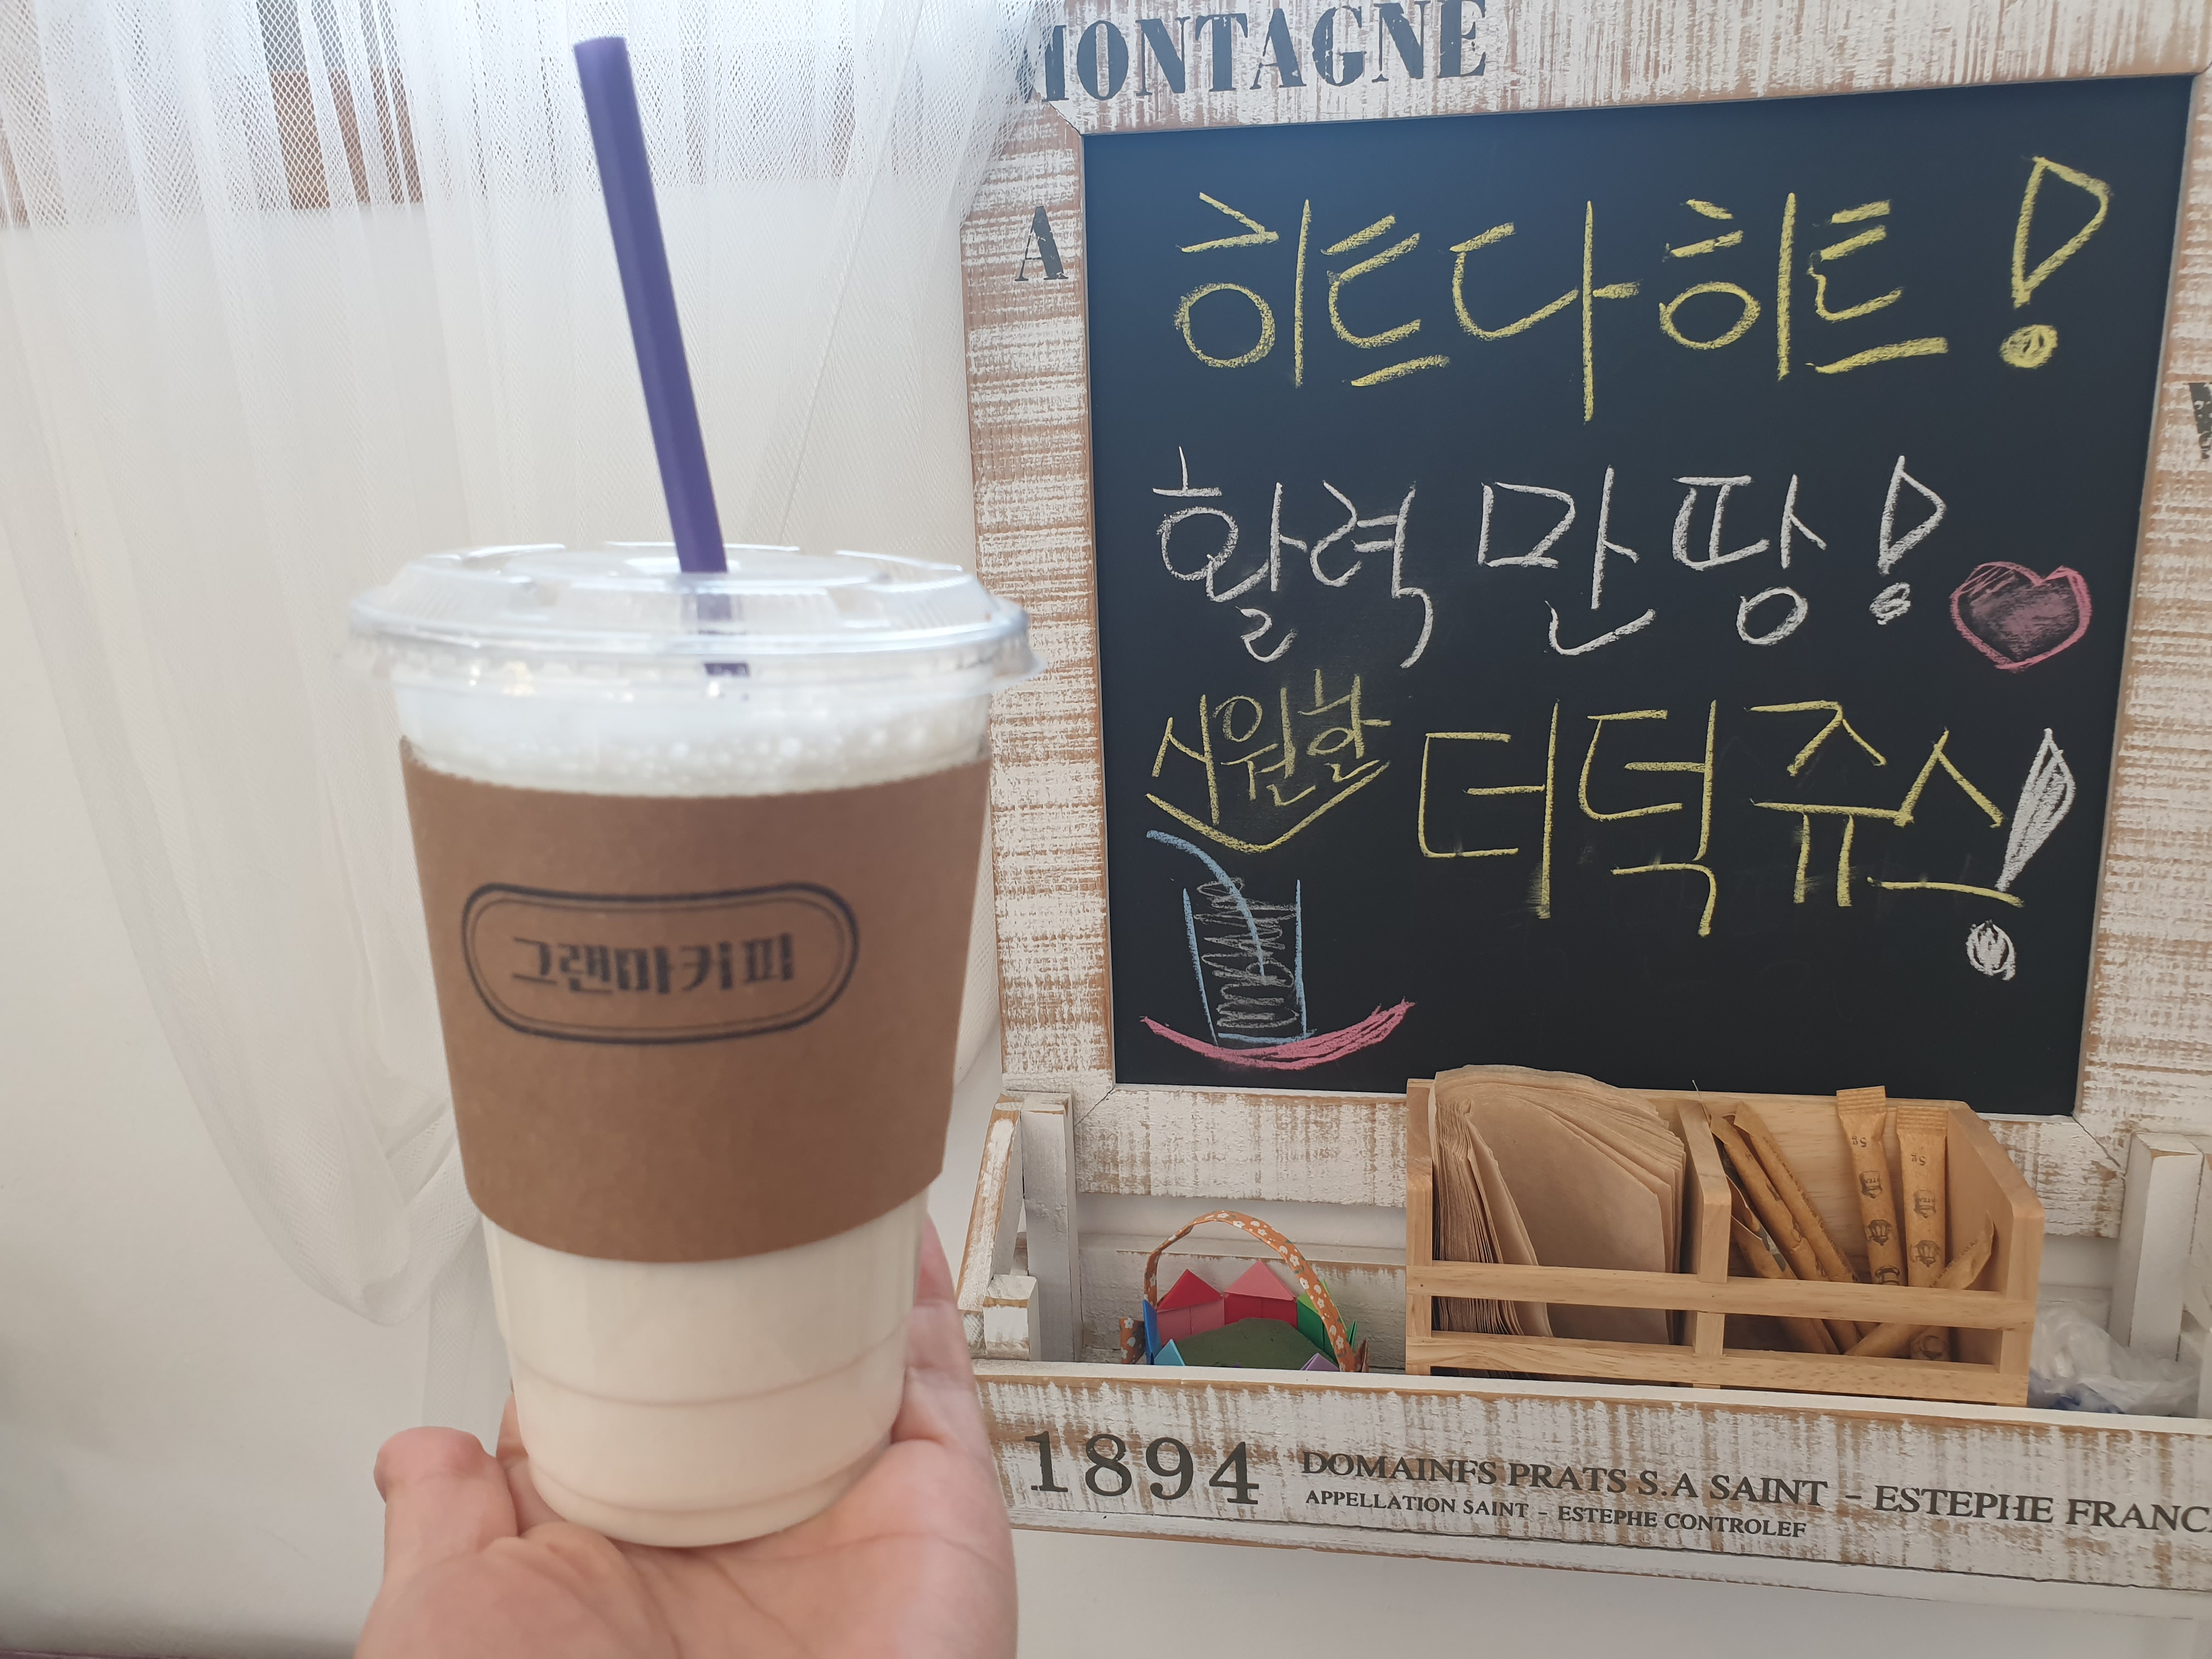 MONTAGNE
A
히트다 히트!
활력 만땅!
시원한 더덕쥬스!
그랜마커피
1894 DOMAINFS PRATS S.A SAINT - ESTEPHE FRANC
APPELLATION SAINT - ESTEPHE CONTROLEF